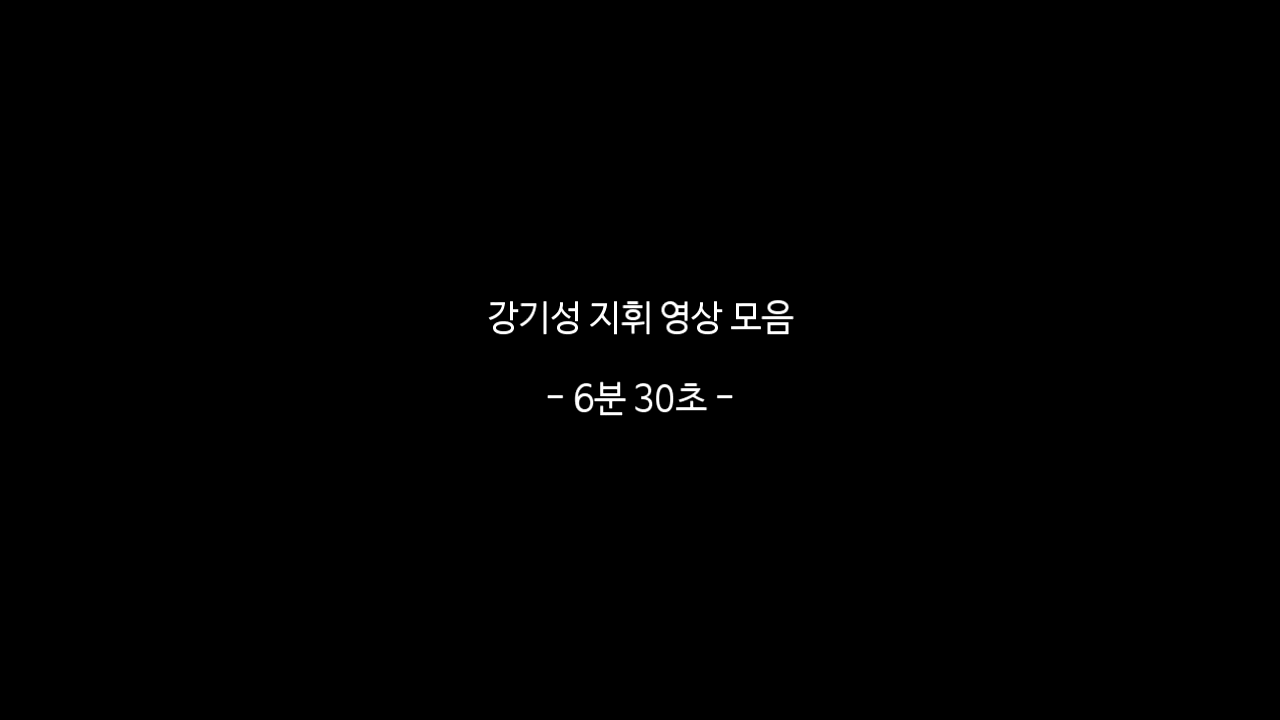 강기성 지휘 영상 모음
- 6분 30초 -